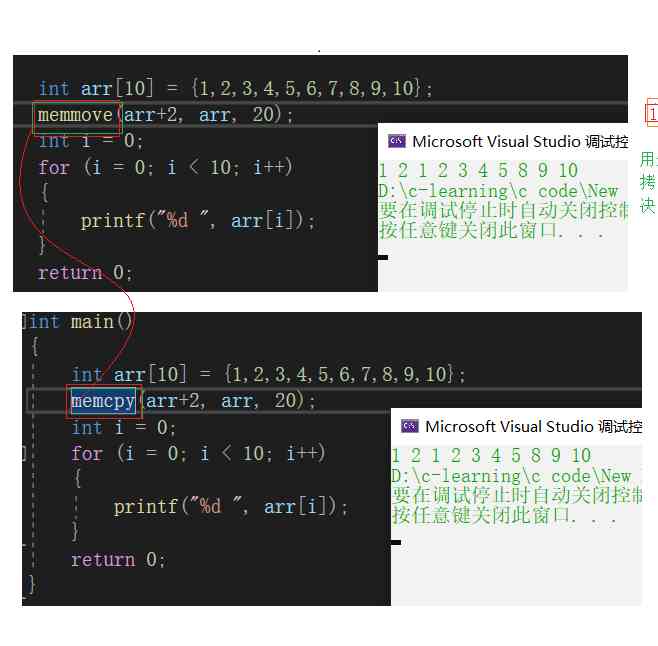 int arr[10] = {1,2,3,4,5,6,7,8,9,10};
memmove(arr+2, arr, 20);
int i = 0;
for (i = 0; i < 10; i++)
{
printf("%d ", arr[i]);
}
return 0;
Microsoft Visual Studio 调试控
1 2 1 2 3 4 5 8 9 10
D:\c-learning\c code\New
要在调试停止时自动关闭控制
按任意键关闭此窗口. . .
1
用
拷
决
int main()
{
int arr[10] = {1,2,3,4,5,6,7,8,9,10};
memcpy(arr+2, arr, 20);
int i = 0;
for (i = 0; i < 10; i++)
{
printf("%d ", arr[i]);
}
return 0;
}
Microsoft Visual Studio 调试控
1 2 1 2 3 4 5 8 9 10
D:\c-learning\c code\New
要在调试停止时自动关闭控制
按任意键关闭此窗口. . .